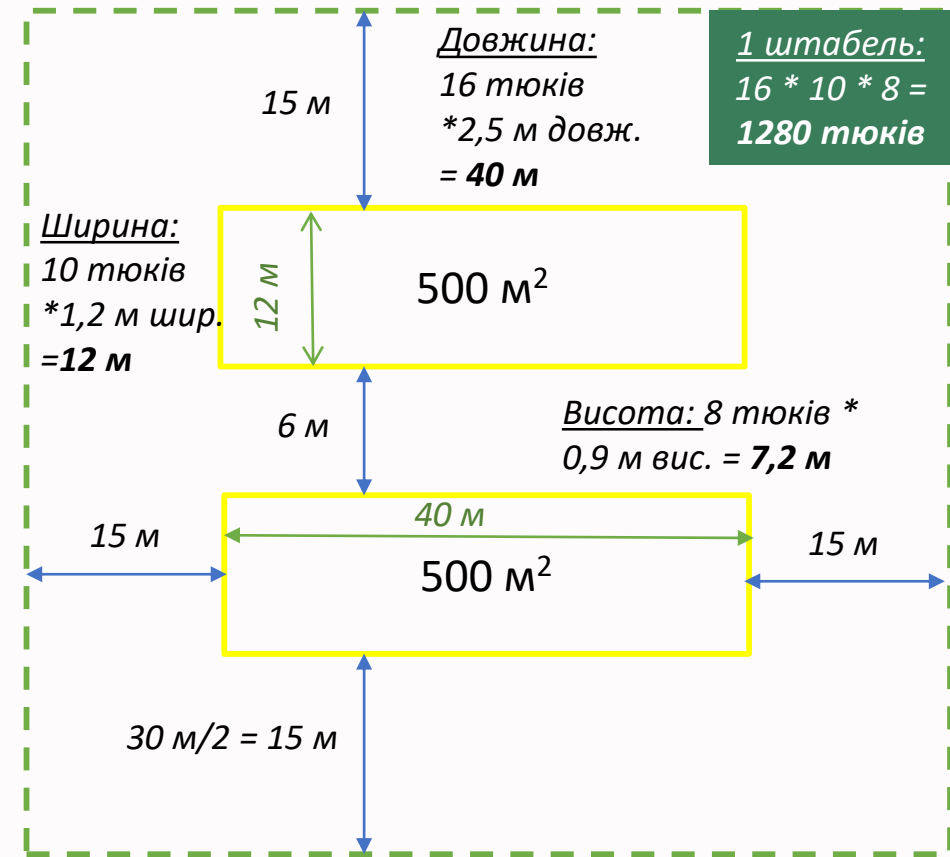 15 м
Довжина:
16 тюків
*2,5 м довж.
= 40 м
1 штабель:
16 * 10 * 8 =
1280 тюків
Ширина:
10 тюків
*1,2 м шир.
=12 м
12 м
500 м²
6 м
Висота: 8 тюків *
0,9 м вис. = 7,2 м
15 м
40 м
500 м²
15 м
30 м/2 = 15 м